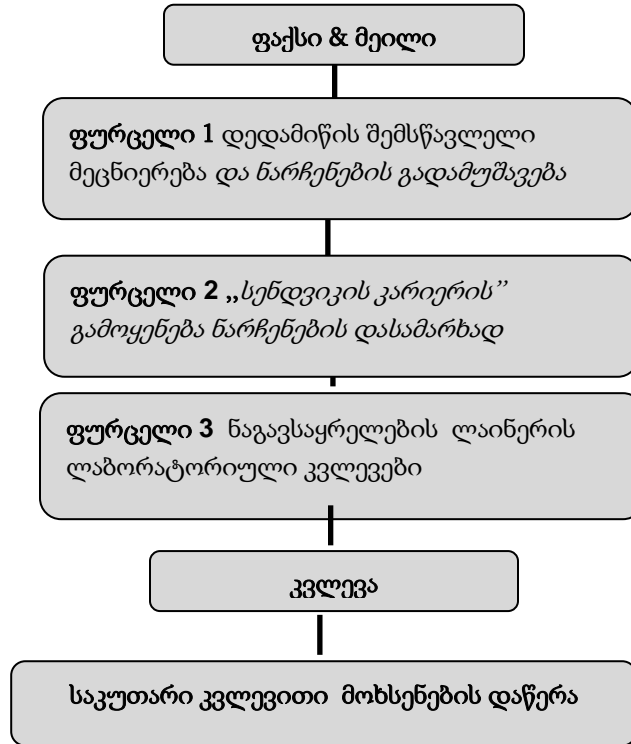 ფაქსი & მეილი
ფურცელი 1 დედამიწის შემსწავლელი
მეცნიერება და ნარჩენების გადამუშავება
ფურცელი 2 „სენდვიკის კარიერის”
გამოყენება ნარჩენების დასამარხად
ფურცელი 3 ნაგავსაყრელების ლაინერის
ლაბორატორიული კვლევები
კვლევა
საკუთარი კვლევითი მოხსენების დაწერა